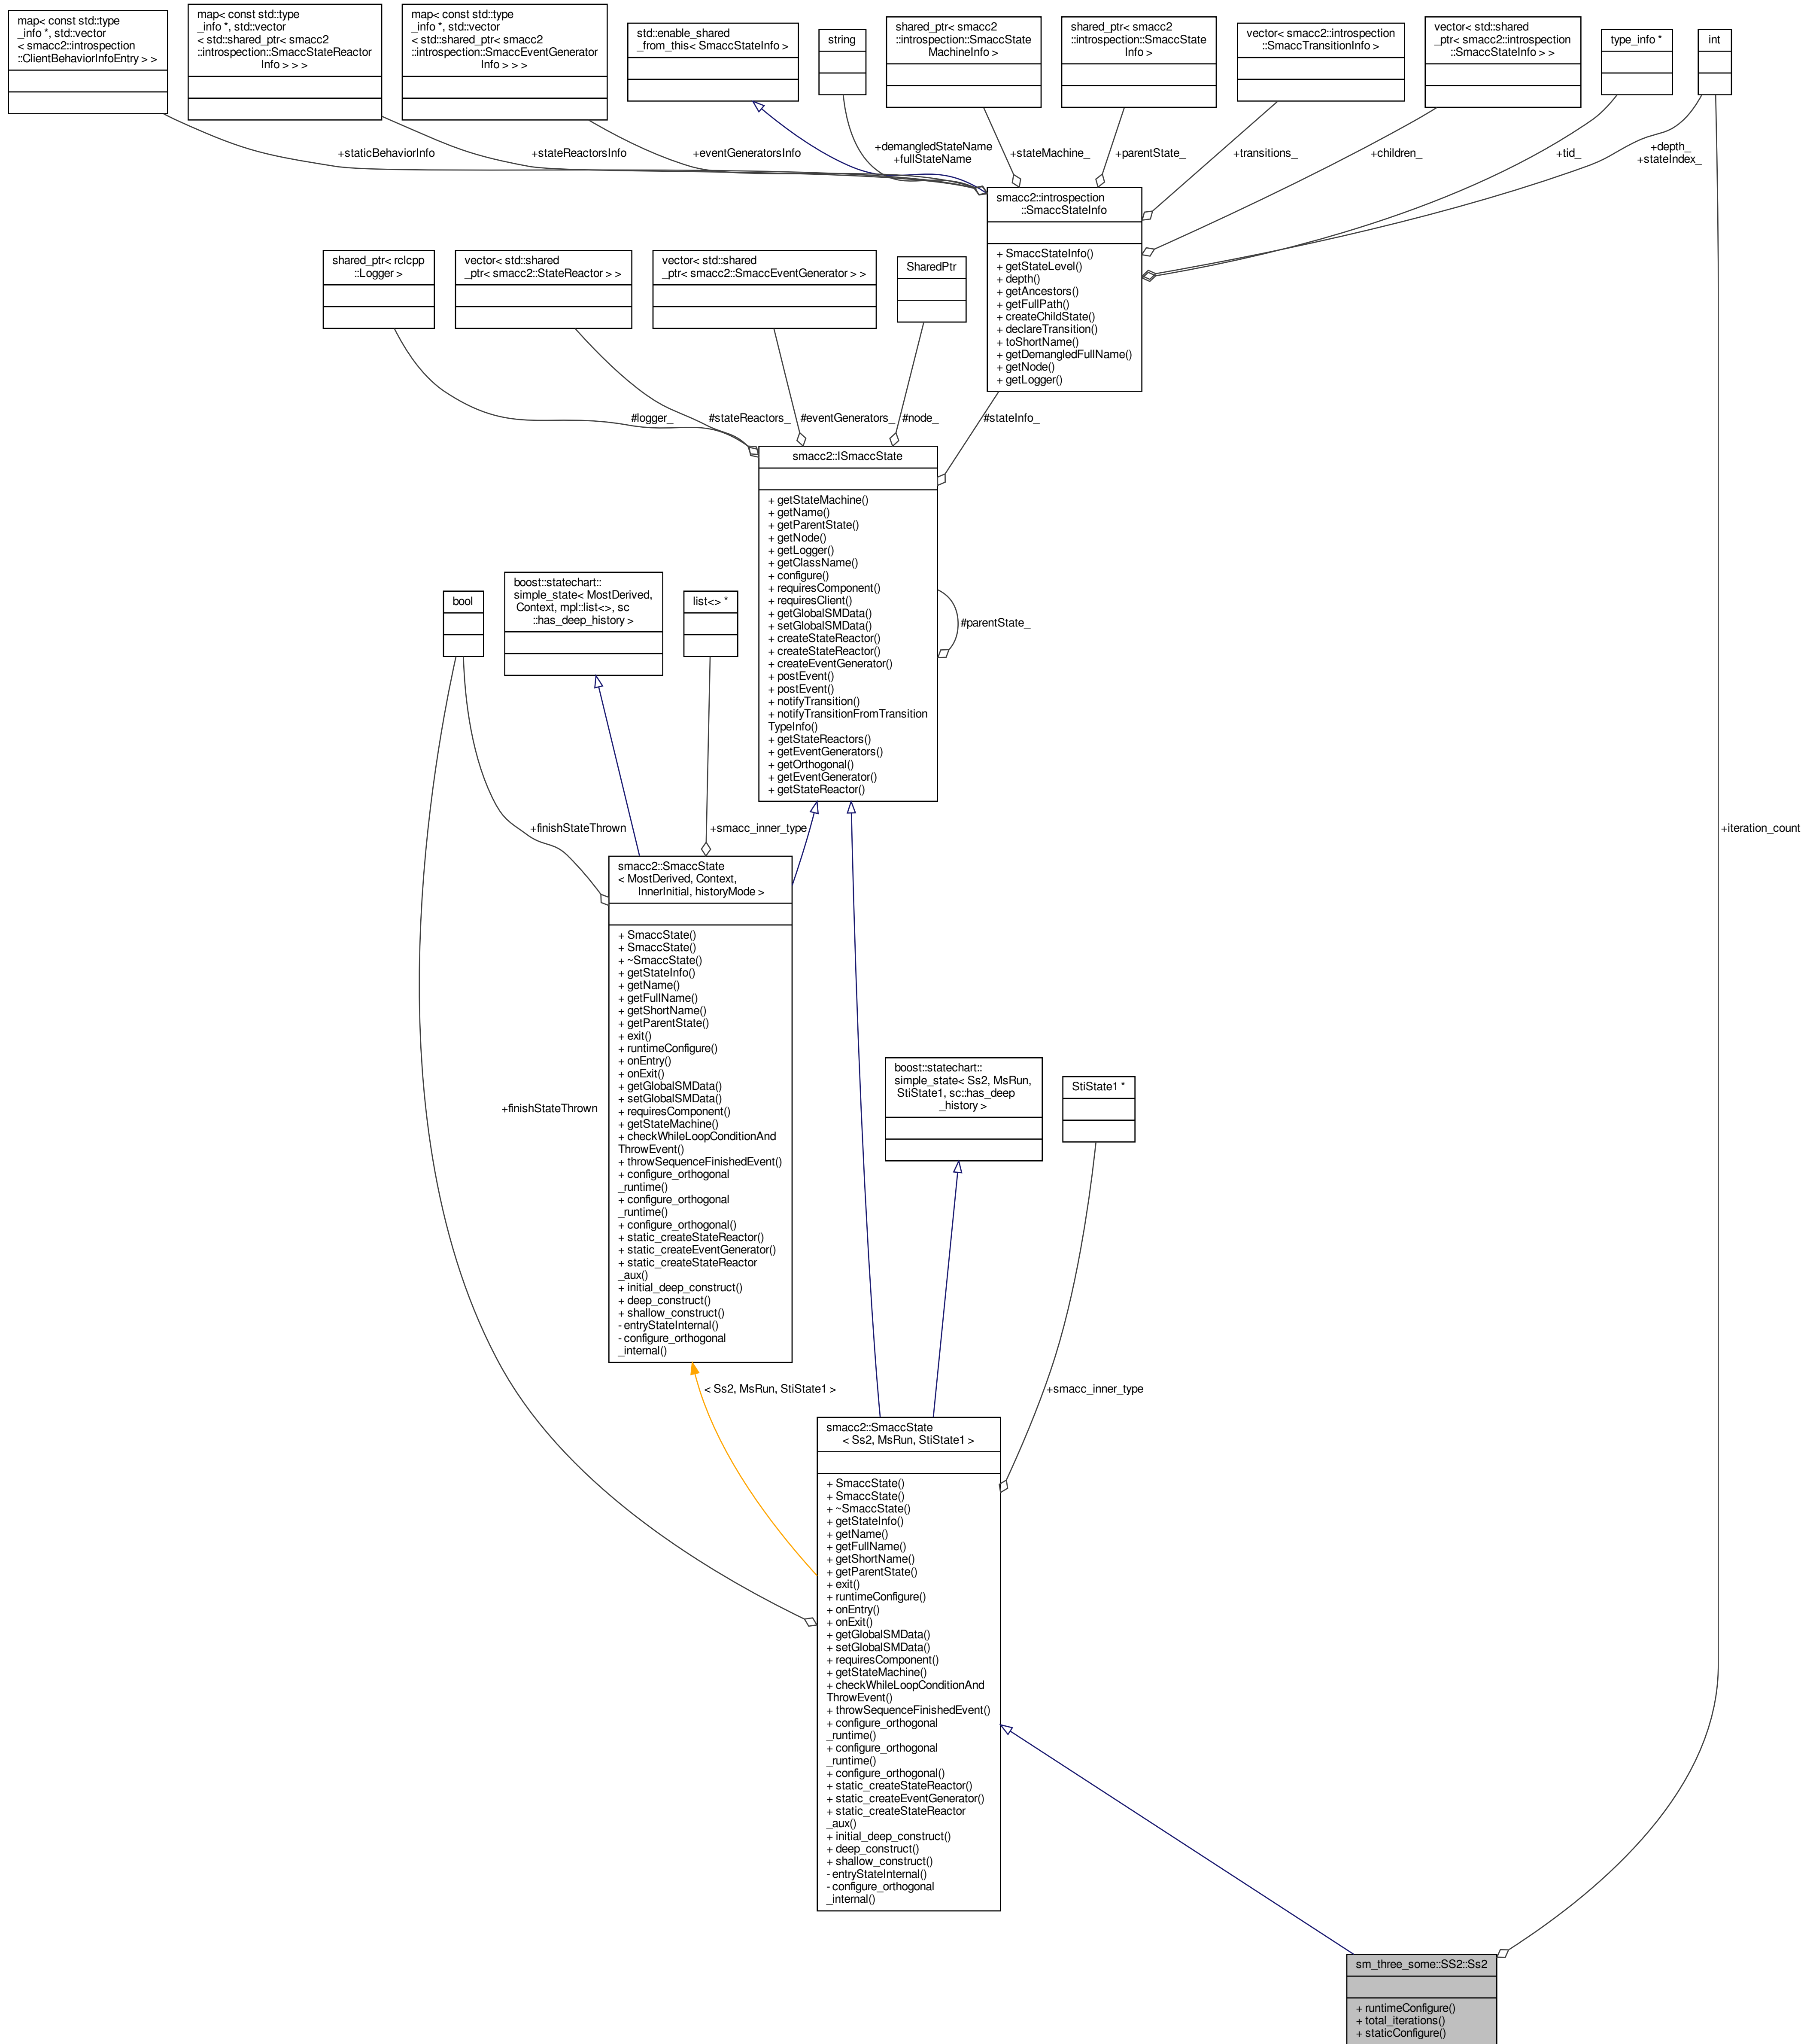 map< const std::type
_info *, std::vector
< smacc2::introspection
::ClientBehaviorInfoEntry > >
map< const std::type
_info *, std::vector
< std::shared_ptr< smacc2
::introspection::SmaccStateReactor
Info > > >
map< const std::type
_info *, std::vector
< std::shared_ptr< smacc2
::introspection::SmaccEventGenerator
Info > > >
std::enable_shared
_from_this< SmaccStateInfo >
string
shared_ptr< smacc2
::introspection::SmaccState
MachineInfo >
shared_ptr< smacc2
::introspection::SmaccState
Info >
vector< smacc2::introspection
::SmaccTransitionInfo >
vector< std::shared
_ptr< smacc2::introspection
::SmaccStateInfo > >
type_info *
int
+staticBehaviorInfo
+stateReactorsInfo
+eventGeneratorsInfo
+demangledStateName
+fullStateName
+stateMachine_
+parentState_
+transitions_
+children_
+tid_
+depth_
+stateIndex_
smacc2::introspection
::SmaccStateInfo
+ SmaccStateInfo()
+ getStateLevel()
+ depth()
+ getAncestors()
+ getFullPath()
+ createChildState()
+ declareTransition()
+ toShortName()
+ getDemangledFullName()
+ getNode()
+ getLogger()
shared_ptr< rclcpp
::Logger >
vector< std::shared
_ptr< smacc2::StateReactor > >
vector< std::shared
_ptr< smacc2::SmaccEventGenerator > >
SharedPtr
#logger_
#stateReactors_
#eventGenerators_
#node_
#stateInfo_
smacc2::ISmaccState
+ getStateMachine()
+ getName()
+ getParentState()
+ getNode()
+ getLogger()
+ getClassName()
+ configure()
+ requiresComponent()
+ requiresClient()
+ getGlobalSMData()
+ setGlobalSMData()
+ createStateReactor()
+ createStateReactor()
+ createEventGenerator()
+ postEvent()
+ postEvent()
+ notifyTransition()
+ notifyTransitionFromTransition
TypeInfo()
+ getStateReactors()
+ getEventGenerators()
+ getOrthogonal()
+ getEventGenerator()
+ getStateReactor()
#parentState_
bool
boost::statechart::
simple_state< MostDerived,
Context, mpl::list<>, sc
::has_deep_history >
list<> *
+finishStateThrown
+smacc_inner_type
+iteration_count
smacc2::SmaccState
< MostDerived, Context,
InnerInitial, historyMode >
+ SmaccState()
+ SmaccState()
+ ~SmaccState()
+ getStateInfo()
+ getName()
+ getFullName()
+ getShortName()
+ getParentState()
+ exit()
+ runtimeConfigure()
+ onEntry()
+ onExit()
+ getGlobalSMData()
+ setGlobalSMData()
+ requiresComponent()
+ getStateMachine()
+ checkWhileLoopConditionAnd
ThrowEvent()
+ throwSequenceFinishedEvent()
+ configure_orthogonal
_runtime()
+ configure_orthogonal
_runtime()
+ configure_orthogonal()
+ static_createStateReactor()
+ static_createEventGenerator()
+ static_createStateReactor
_aux()
+ initial_deep_construct()
+ deep_construct()
+ shallow_construct()
- entryStateInternal()
- configure_orthogonal
_internal()
+finishStateThrown
boost::statechart::
simple_state< Ss2, MsRun,
StiState1, sc::has_deep
_history >
StiState1 *
< Ss2, MsRun, StiState1 >
+smacc_inner_type
smacc2::SmaccState
< Ss2, MsRun, StiState1 >
+ SmaccState()
+ SmaccState()
+ ~SmaccState()
+ getStateInfo()
+ getName()
+ getFullName()
+ getShortName()
+ getParentState()
+ exit()
+ runtimeConfigure()
+ onEntry()
+ onExit()
+ getGlobalSMData()
+ setGlobalSMData()
+ requiresComponent()
+ getStateMachine()
+ checkWhileLoopConditionAnd
ThrowEvent()
+ throwSequenceFinishedEvent()
+ configure_orthogonal
_runtime()
+ configure_orthogonal
_runtime()
+ configure_orthogonal()
+ static_createStateReactor()
+ static_createEventGenerator()
+ static_createStateReactor
_aux()
+ initial_deep_construct()
+ deep_construct()
+ shallow_construct()
- entryStateInternal()
- configure_orthogonal
_internal()
sm_three_some::SS2::Ss2
+ runtimeConfigure()
+ total_iterations()
+ staticConfigure()